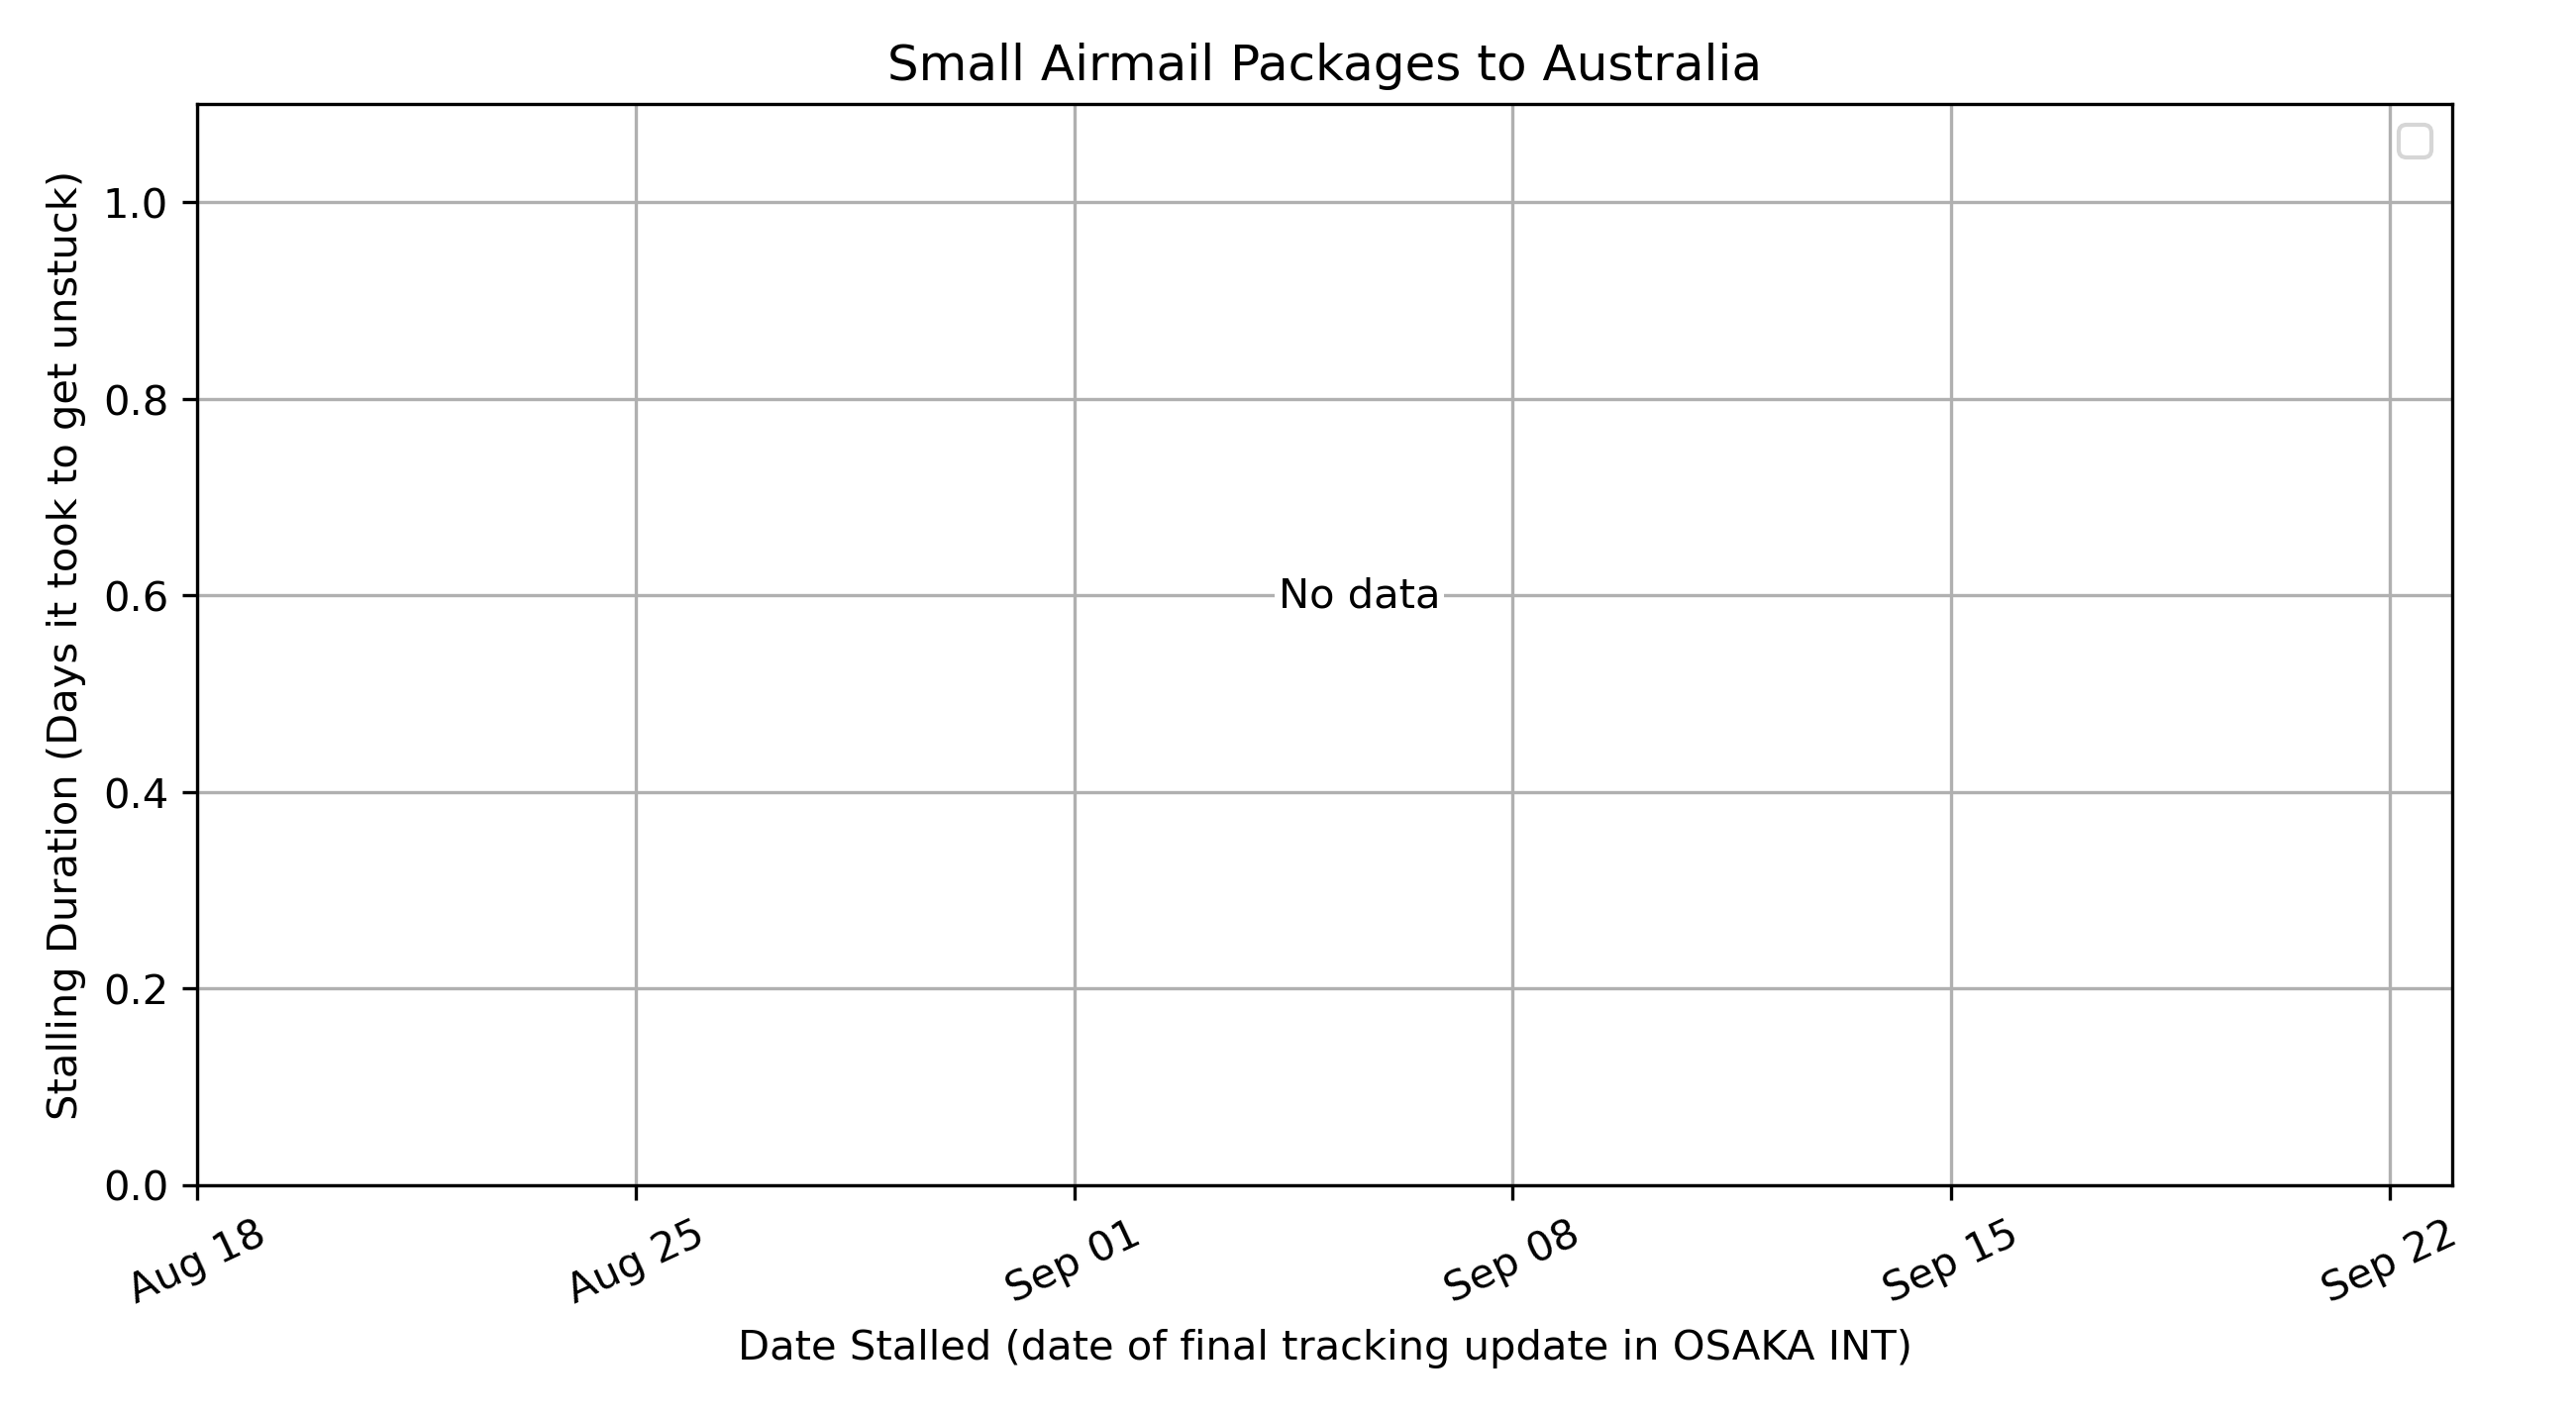 Small Airmail Packages to Australia
Stalling Duration (Days it took to get unstuck)
1.0
0.8
0.6
0.4
0.2
0.0
No data
Aug 18
Aug 25
Sep 01
Sep 08
Sep 15
Sep 22
Date Stalled (date of final tracking update in OSAKA INT)